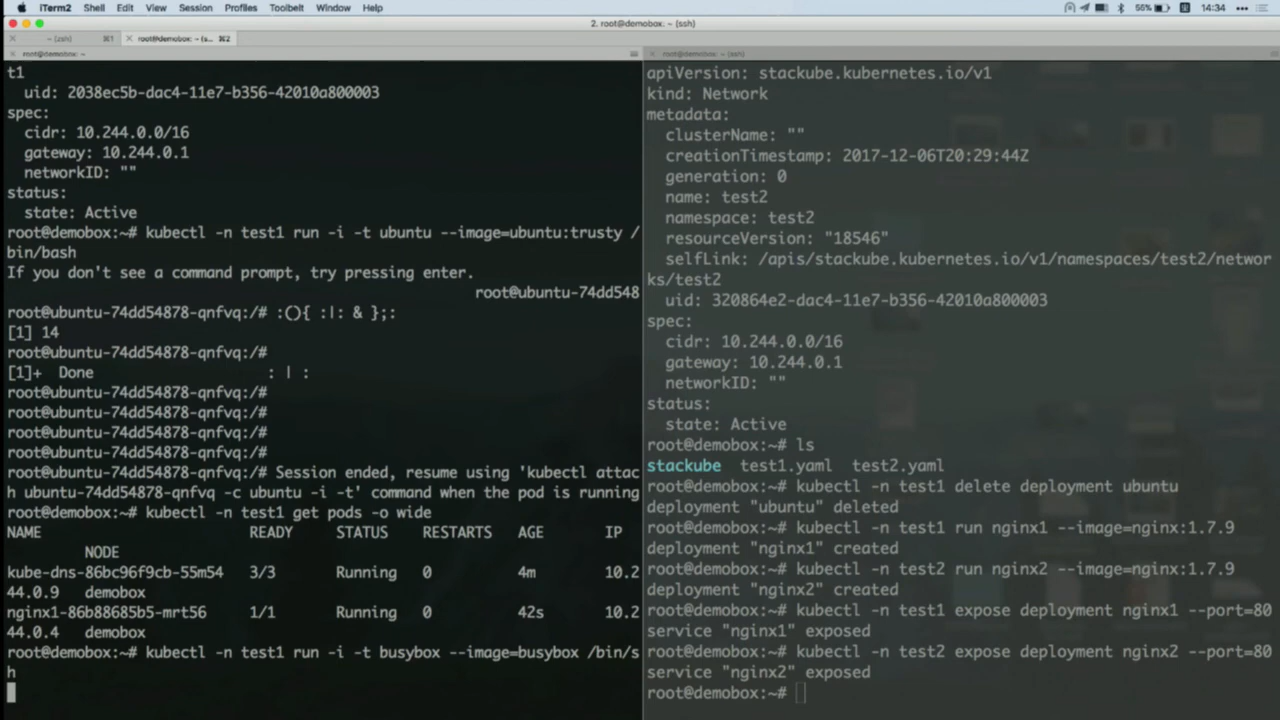 iTerm2 Shell Edit View Session Profiles Toolbelt Window Help
55% 14:34
2. root@demobox: ~ (ssh)
~ (zsh) ⌘1 root@demobox: ~ (s... ⌘2
root@demobox: ~
t1
uid: 2038ec5b-dac4-11e7-b356-42010a800003
spec:
cidr: 10.244.0.0/16
gateway: 10.244.0.1
networkID: ""
status:
state: Active
root@demobox:~# kubectl -n test1 run -i -t ubuntu --image=ubuntu:trusty /
bin/bash
If you don't see a command prompt, try pressing enter.
root@ubuntu-74dd548
root@ubuntu-74dd54878-qnfvq:/# :(){ :|: & };:
[1] 14
root@ubuntu-74dd54878-qnfvq:/#
[1]+  Done                    : | :
root@ubuntu-74dd54878-qnfvq:/#
root@ubuntu-74dd54878-qnfvq:/#
root@ubuntu-74dd54878-qnfvq:/#
root@ubuntu-74dd54878-qnfvq:/#
root@ubuntu-74dd54878-qnfvq:/# Session ended, resume using 'kubectl attac
h ubuntu-74dd54878-qnfvq -c ubuntu -i -t' command when the pod is running
root@demobox:~# kubectl -n test1 get pods -o wide
NAME READY STATUS RESTARTS AGE IP
NODE
kube-dns-86bc96f9cb-55m54 3/3 Running 0 4m 10.2
44.0.9 demobox
nginx1-86b88685b5-mrt56 1/1 Running 0 42s 10.2
44.0.4 demobox
root@demobox:~# kubectl -n test1 run -i -t busybox --image=busybox /bin/s
h
root@demobox: ~ (ssh)
apiVersion: stackube.kubernetes.io/v1
kind: Network
metadata:
clusterName: ""
creationTimestamp: 2017-12-06T20:29:44Z
generation: 0
name: test2
namespace: test2
resourceVersion: "18546"
selfLink: /apis/stackube.kubernetes.io/v1/namespaces/test2/networ
ks/test2
uid: 320864e2-dac4-11e7-b356-42010a800003
spec:
cidr: 10.244.0.0/16
gateway: 10.244.0.1
networkID: ""
status:
state: Active
root@demobox:~# ls
stackube test1.yaml test2.yaml
root@demobox:~# kubectl -n test1 delete deployment ubuntu
deployment "ubuntu" deleted
root@demobox:~# kubectl -n test1 run nginx1 --image=nginx:1.7.9
deployment "nginx1" created
root@demobox:~# kubectl -n test2 run nginx2 --image=nginx:1.7.9
deployment "nginx2" created
root@demobox:~# kubectl -n test1 expose deployment nginx1 --port=80
service "nginx1" exposed
root@demobox:~# kubectl -n test2 expose deployment nginx2 --port=80
service "nginx2" exposed
root@demobox:~#